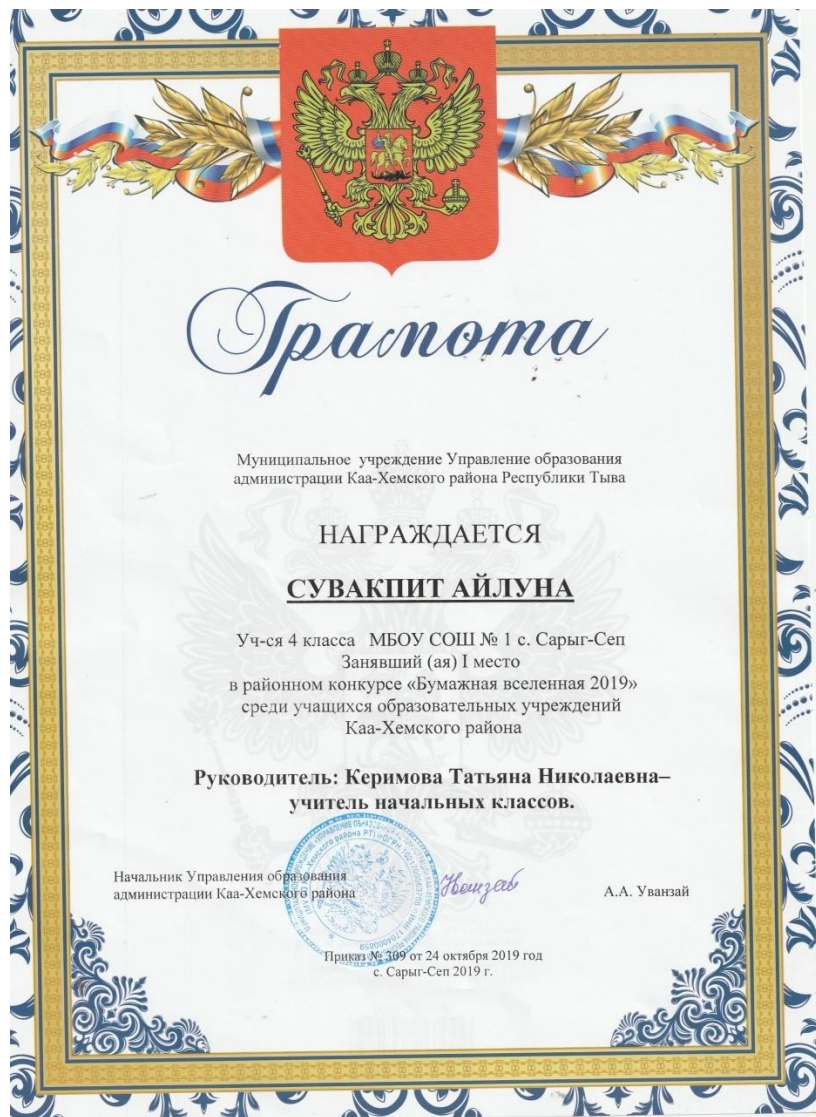 Грамота
Муниципальное учреждение Управление образования
администрации Каа-Хемского района Республики Тыва
НАГРАЖДАЕТСЯ
СУВАКПИТ АЙЛУНА
Уч-ся 4 класса МБОУ СОШ № 1 с. Сарыг-Сеп
Занявший (ая) I место
в районном конкурсе «Бумажная вселенная 2019»
среди учащихся образовательных учреждений
Каа-Хемского района
Руководитель: Керимова Татьяна Николаевна–
учитель начальных классов.
Начальник Управления образования
администрации Каа-Хемского района
А.А. Уванзай
Приказ № 309 от 24 октября 2019 год
с. Сарыг-Сеп 2019 г.